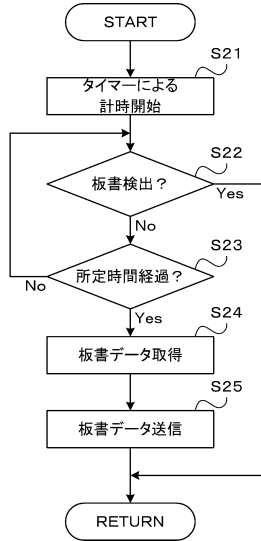 START
S21
タイマーによる
計時開始
S22
板書検出？
Yes
No
S23
所定時間経過？
No
Yes
S24
板書データ取得
S25
板書データ送信
RETURN